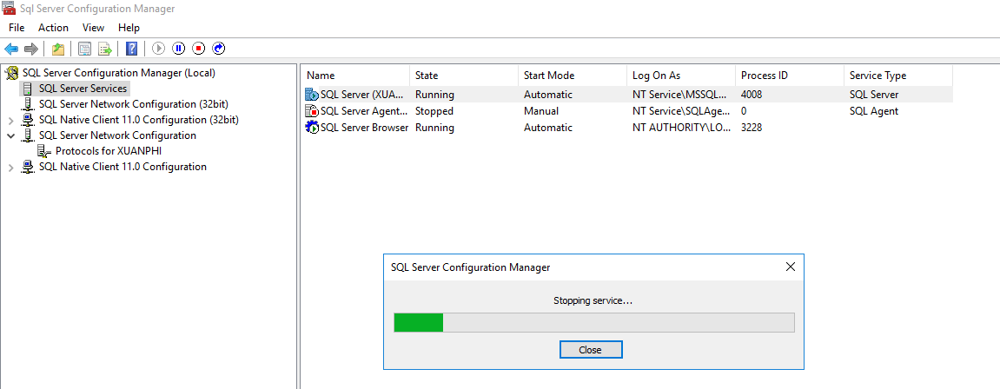 Sql Server Configuration Manager
File Action View Help
SQL Server Configuration Manager (Local)
SQL Server Services
SQL Server Network Configuration (32bit)
SQL Native Client 11.0 Configuration (32bit)
SQL Server Network Configuration
Protocols for XUANPHI
SQL Native Client 11.0 Configuration
Name State Start Mode Log On As Process ID Service Type
SQL Server (XUA... Running Automatic NT Service\MSSQL... 4008 SQL Server
SQL Server Agent... Stopped Manual NT Service\SQLAge... 0 SQL Agent
SQL Server Browser Running Automatic NT AUTHORITY\LO... 3228
SQL Server Configuration Manager
Stopping service...
Close